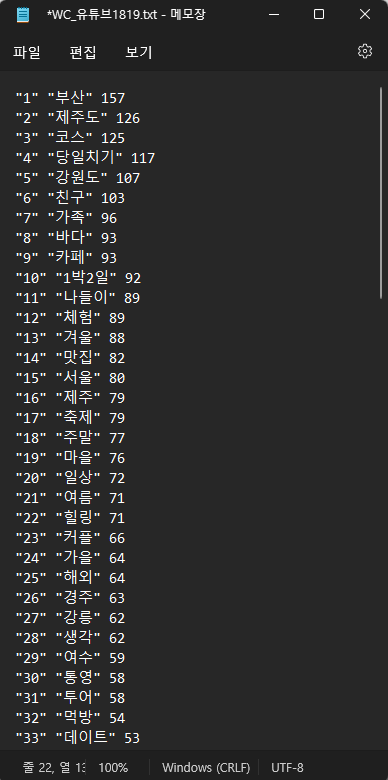 *WC_유튜브1819.txt - 메모장
파일 편집 보기
"1" "부산" 157
"2" "제주도" 126
"3" "코스" 125
"4" "당일치기" 117
"5" "강원도" 107
"6" "친구" 103
"7" "가족" 96
"8" "바다" 93
"9" "카페" 93
"10" "1박2일" 92
"11" "나들이" 89
"12" "체험" 89
"13" "겨울" 88
"14" "맛집" 82
"15" "서울" 80
"16" "제주" 79
"17" "축제" 79
"18" "주말" 77
"19" "마을" 76
"20" "일상" 72
"21" "여름" 71
"22" "힐링" 71
"23" "커플" 66
"24" "가을" 64
"25" "해외" 64
"26" "경주" 63
"27" "강릉" 62
"28" "생각" 62
"29" "여수" 59
"30" "통영" 58
"31" "투어" 58
"32" "먹방" 54
"33" "데이트" 53
줄 22, 열 100% Windows (CRLF) UTF-8